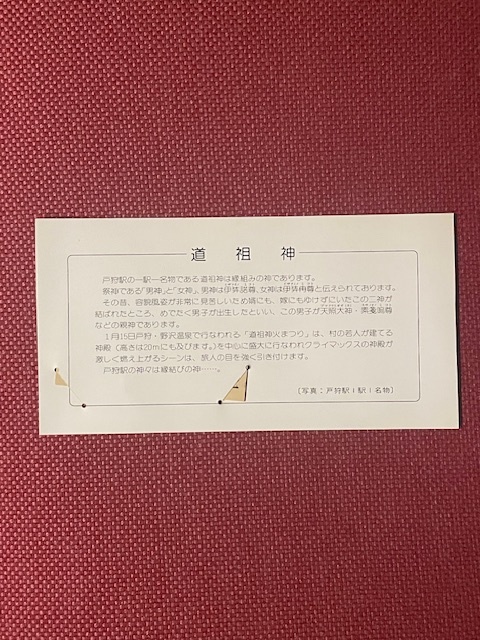 道祖神
戸狩駅の一駅一名物である道祖神は縁組みの神であります。
祭神である「男神」と「女神」、男神は伊弉諾尊、女神は伊弉冉尊と伝えられております。
その昔、容貌風姿が非常に見苦しいため婿にも、嫁にもゆけずにいたこの二神が
結ばれたところ、めでたく男子が出生したといい、この男子が天照大神・素戔嗚尊
などの親神であります。
1月15日戸狩・野沢温泉で行なわれる「道祖神火まつり」は、村の若人が建てる
神殿(高さは20mにも及びます。)を中心に盛大に行なわれクライマックスの神殿が
激しく燃え上がるシーンは、旅人の目を強く引き付けます。
戸狩駅の神々は縁結びの神……。
〔写真：戸狩駅1駅1名物〕